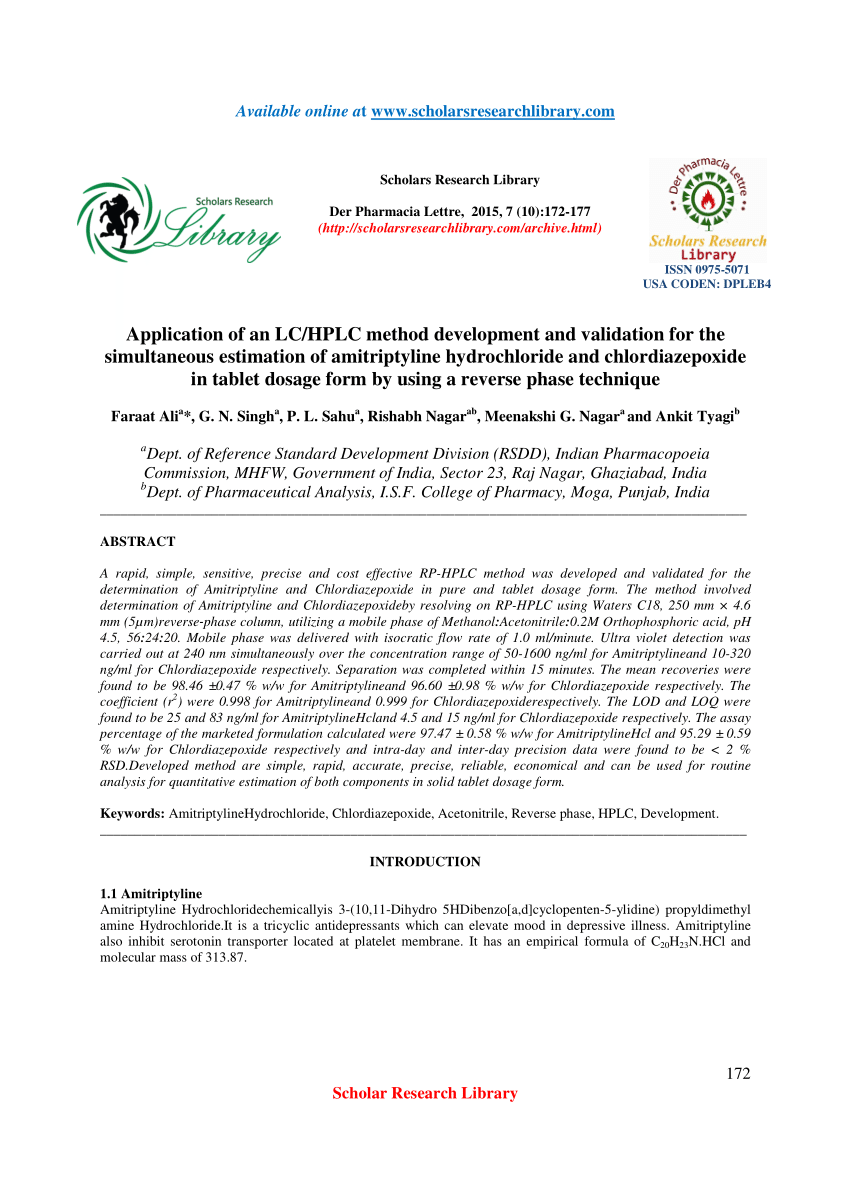 Available online at www.scholarsresearchlibrary.com
Scholars Research
Library
Scholars Research Library
Der Pharmacia Lettre, 2015, 7 (10):172-177
(http://scholarsresearchlibrary.com/archive.html)
Der Pharmacia Lettre
Scholars Research
Library
ISSN 0975-5071
USA CODEN: DPLEB4
Application of an LC/HPLC method development and validation for the
simultaneous estimation of amitriptyline hydrochloride and chlordiazepoxide
in tablet dosage form by using a reverse phase technique
Faraat Aliᵃ*, G. N. Singhᵃ, P. L. Sahuᵃ, Rishabh Nagarᵃᵇ, Meenakshi G. Nagarᵃ and Ankit Tyagiᵇ
ᵃDept. of Reference Standard Development Division (RSDD), Indian Pharmacopoeia
Commission, MHFW, Government of India, Sector 23, Raj Nagar, Ghaziabad, India
ᵇDept. of Pharmaceutical Analysis, I.S.F. College of Pharmacy, Moga, Punjab, India
ABSTRACT
A rapid, simple, sensitive, precise and cost effective RP-HPLC method was developed and validated for the
determination of Amitriptyline and Chlordiazepoxide in pure and tablet dosage form. The method involved
determination of Amitriptyline and Chlordiazepoxideby resolving on RP-HPLC using Waters C18, 250 mm × 4.6
mm (5µm)reverse-phase column, utilizing a mobile phase of Methanol:Acetonitrile:0.2M Orthophosphoric acid, pH
4.5, 56:24:20. Mobile phase was delivered with isocratic flow rate of 1.0 ml/minute. Ultra violet detection was
carried out at 240 nm simultaneously over the concentration range of 50-1600 ng/ml for Amitriptylineand 10-320
ng/ml for Chlordiazepoxide respectively. Separation was completed within 15 minutes. The mean recoveries were
found to be 98.46 ±0.47 % w/w for Amitriptylineand 96.60 ±0.98 % w/w for Chlordiazepoxide respectively. The
coefficient (r²) were 0.998 for Amitriptylineand 0.999 for Chlordiazepoxiderespectively. The LOD and LOQ were
found to be 25 and 83 ng/ml for AmitriptylineHcland 4.5 and 15 ng/ml for Chlordiazepoxide respectively. The assay
percentage of the marketed formulation calculated were 97.47 ± 0.58 % w/w for AmitriptylineHcl and 95.29 ± 0.59
% w/w for Chlordiazepoxide respectively and intra-day and inter-day precision data were found to be < 2 %
RSD.Developed method are simple, rapid, accurate, precise, reliable, economical and can be used for routine
analysis for quantitative estimation of both components in solid tablet dosage form.
Keywords: AmitriptylineHydrochloride, Chlordiazepoxide, Acetonitrile, Reverse phase, HPLC, Development.
INTRODUCTION
1.1 Amitriptyline
Amitriptyline Hydrochloridechemicallyis 3-(10,11-Dihydro 5HDibenzo[a,d]cyclopenten-5-ylidine) propyldimethyl
amine Hydrochloride.It is a tricyclic antidepressants which can elevate mood in depressive illness. Amitriptyline
also inhibit serotonin transporter located at platelet membrane. It has an empirical formula of C₂₀H₂₃N.HCl and
molecular mass of 313.87.
172
Scholar Research Library